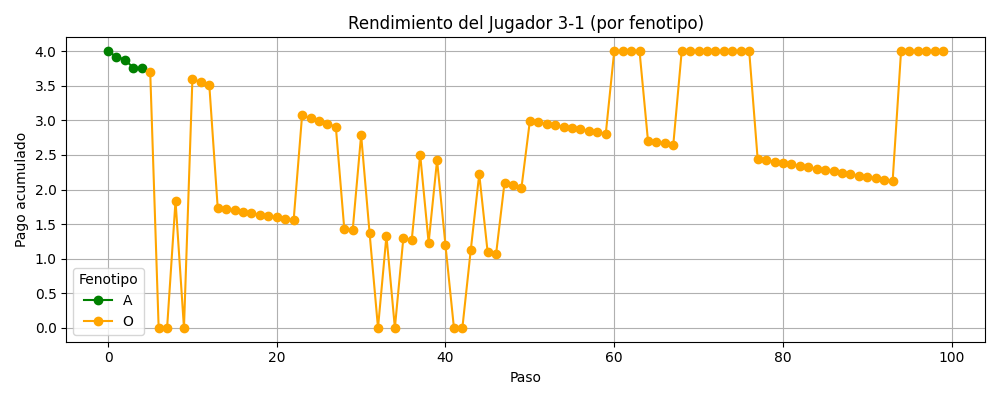 Rendimiento del Jugador 3-1 (por fenotipo)
Pago acumulado
4.0
3.5
3.0
2.5
2.0
1.5
1.0
0.5
0.0
Fenotipo
A
O
0 20 40 60 80 100
Paso